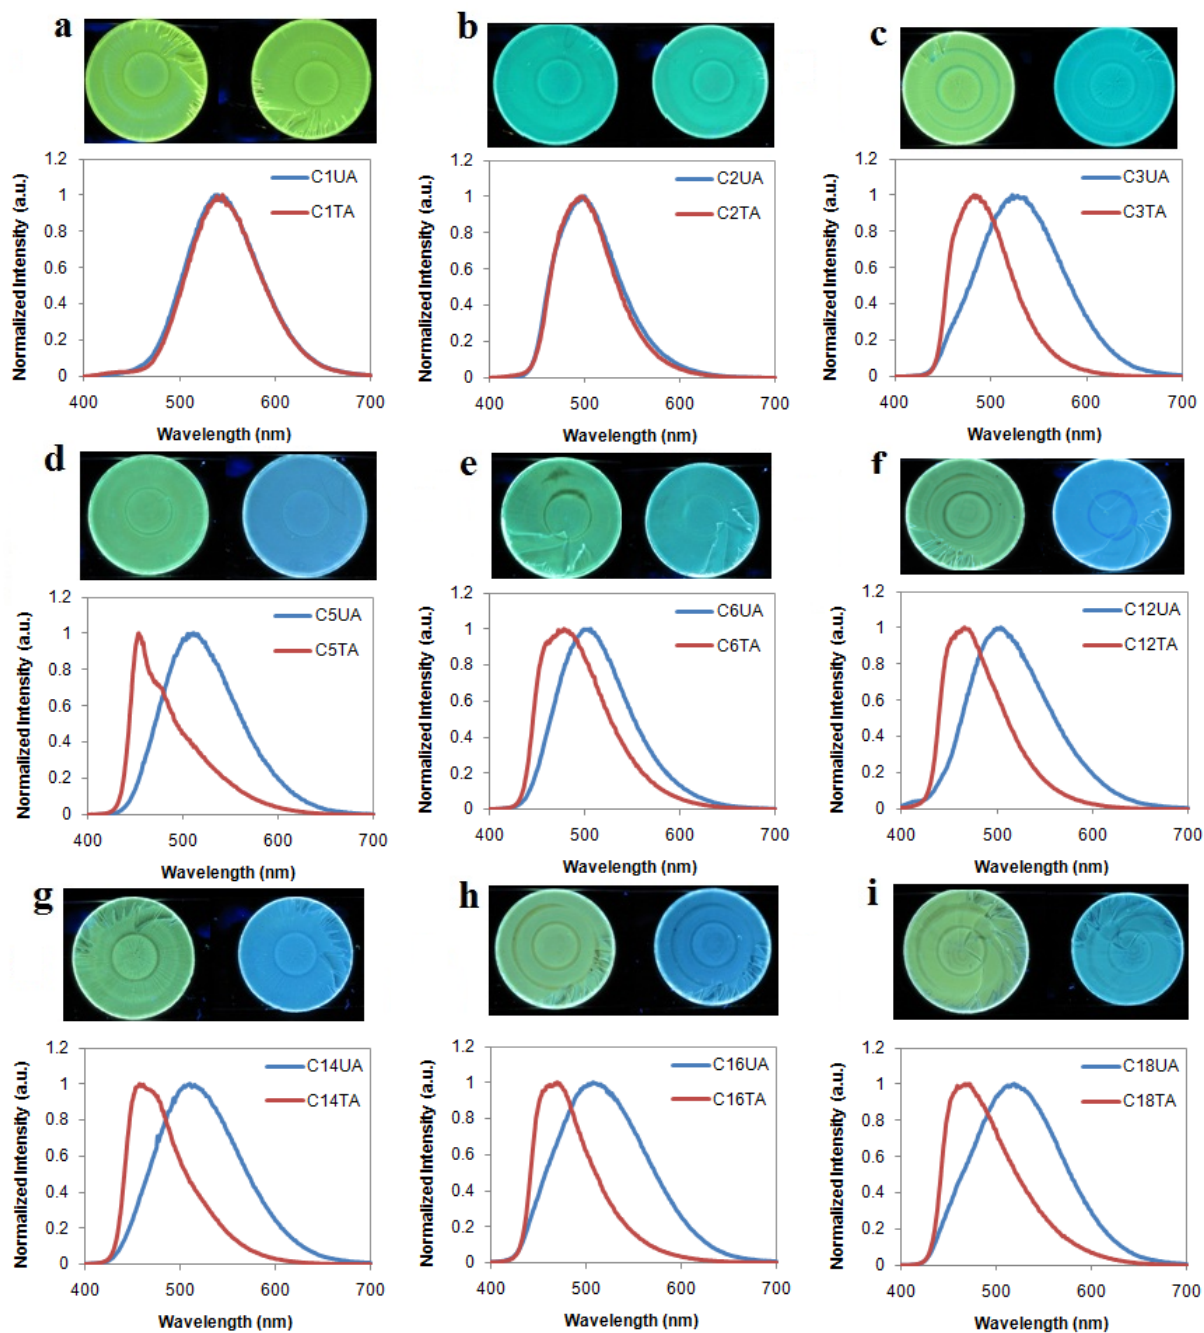 a
b
c
1.2
1
0.8
0.6
0.4
0.2
0
Normalized Intensity (a.u.)
C1UA
C1TA
400 500 600 700
Wavelength (nm)
1.2
1
0.8
0.6
0.4
0.2
0
Normalized Intensity (a.u.)
C2UA
C2TA
400 500 600 700
Wavelength (nm)
1.2
1
0.8
0.6
0.4
0.2
0
Normalized Intensity (a.u.)
C3UA
C3TA
400 500 600 700
Wavelength (nm)
d
e
f
1.2
1
0.8
0.6
0.4
0.2
0
Normalized Intensity (a.u.)
C5UA
C5TA
400 500 600 700
Wavelength (nm)
1.2
1
0.8
0.6
0.4
0.2
0
Normalized Intensity (a.u.)
C6UA
C6TA
400 500 600 700
Wavelength (nm)
1.2
1
0.8
0.6
0.4
0.2
0
Normalized Intensity (a.u.)
C12UA
C12TA
400 500 600 700
Wavelength (nm)
g
h
i
1.2
1
0.8
0.6
0.4
0.2
0
Normalized Intensity (a.u.)
C14UA
C14TA
400 500 600 700
Wavelength (nm)
1.2
1
0.8
0.6
0.4
0.2
0
Normalized Intensity (a.u.)
C16UA
C16TA
400 500 600 700
Wavelength (nm)
1.2
1
0.8
0.6
0.4
0.2
0
Normalized Intensity (a.u.)
C18UA
C18TA
400 500 600 700
Wavelength (nm)